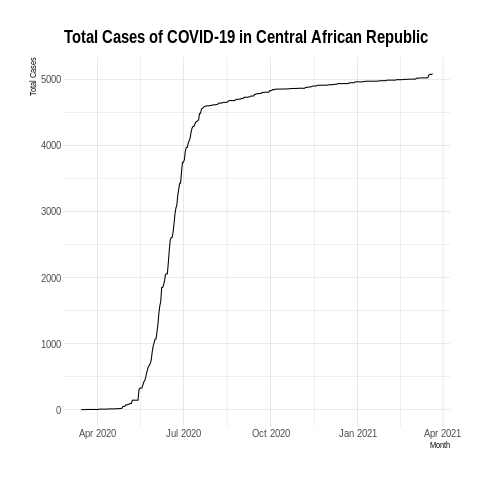 Total Cases of COVID-19 in Central African Republic
Total Cases
5000
4000
3000
2000
1000
0
Apr 2020 Jul 2020 Oct 2020 Jan 2021 Apr 2021
Month